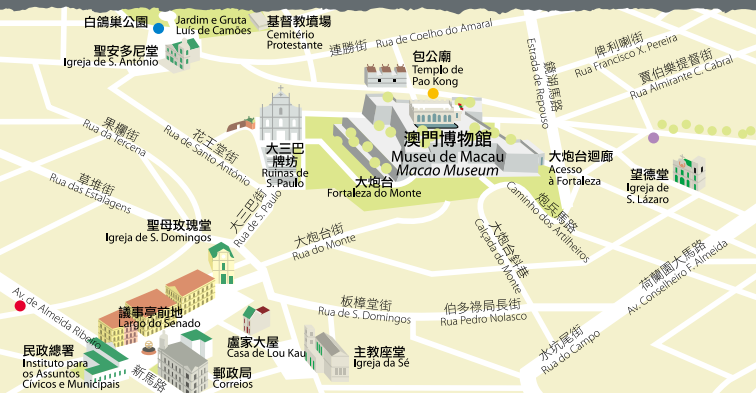 白鴿巢公園
Jardim e Gruta
Luís de Camões
基督教墳場
Cemitério
Protestante
聖安多尼堂
Igreja de S. António
連勝街 Rua de Coelho do Amaral
包公廟
Templo de
Pao Kong
鏡湖馬路
Estrada de Repouso
俾利喇街
Rua Francisco X. Pereira
賈伯樂提督街
Rua Almirante C. Cabral
果欄街
Rua da Tercena
花王堂街
Rua de Santo António
大三巴
牌坊
Ruinas de
S. Paulo
澳門博物館
Museu de Macau
Macao Museum
大炮台
Fortaleza do Monte
大炮台迴廊
Acesso
à Fortaleza
望德堂
Igreja de
S. Lázaro
草堆街
Rua das Estalagens
大三巴街
Rua de S. Paulo
聖母玫瑰堂
Igreja de S. Domingos
大炮台街
Rua do Monte
大炮台斜巷
Calçada do Monte
炮兵馬路
Caminho dos Artilheiros
荷蘭園大馬路
Av. Conselheiro F. Almeida
Av. de Almeida Ribeiro
議事亭前地
Largo do Senado
板樟堂街
Rua de S. Domingos
伯多祿局長街
Rua Pedro Nolasco
水坑尾街
Rua do Campo
盧家大屋
Casa de Lou Kau
主教座堂
Igreja da Sé
民政總署
Instituto para
os Assuntos
Cívicos e Municípais
新馬路
郵政局
Correios